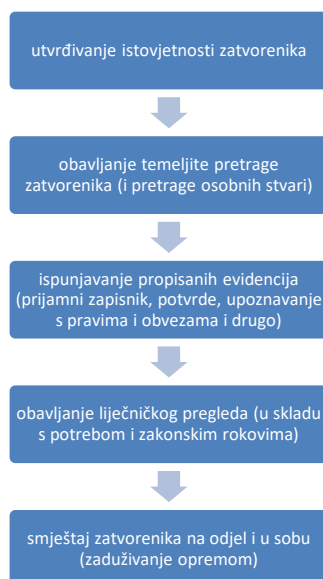 utvrđivanje istovjetnosti zatvorenika
obavljanje temeljite pretrage
zatvorenika (i pretrage osobnih stvari)
ispunjavanje propisanih evidencija
(prijamni zapisnik, potvrde, upoznavanje
s pravima i obvezama i drugo)
obavljanje liječničkog pregleda (u skladu
s potrebom i zakonskim rokovima)
smještaj zatvorenika na odjel i u sobu
(zaduživanje opremom)